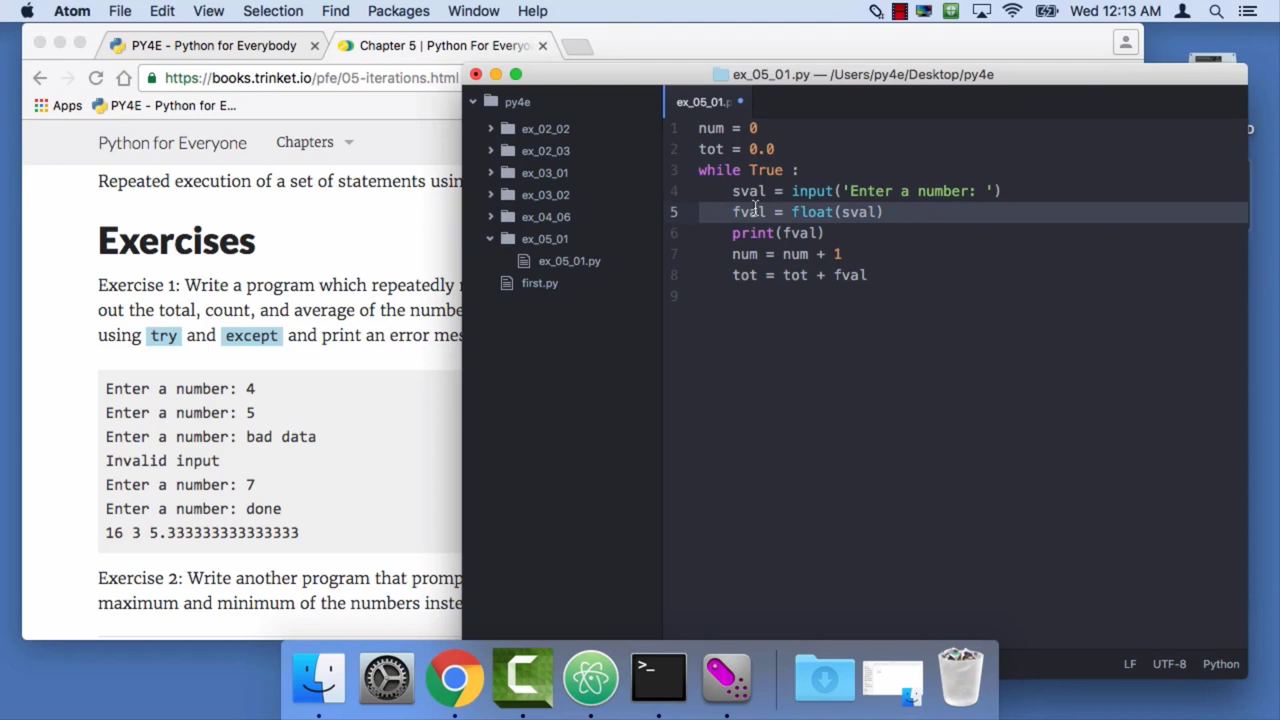 Atom File Edit View Selection Find Packages Window Help Wed 12:13 AM
PY4E - Python for Everybody
Chapter 5 | Python For Everyo
ex_05_01.py — /Users/py4e/Desktop/py4e
https://books.trinket.it/pfe/05-iterations.html
Apps PY4E - Python for E...
Python for Everyone Chapters
Repeated execution of a set of statements usin
Exercises
Exercise 1: Write a program which repeatedly
out the total, count, and average of the numbe
using try and except and print an error mes
Enter a number: 4
Enter a number: 5
Enter a number: bad data
Invalid input
Enter a number: 7
Enter a number: done
16 3 5.333333333333333
Exercise 2: Write another program that promp
maximum and minimum of the numbers inste
py4e
ex_02_02
ex_02_03
ex_03_01
ex_03_02
ex_04_06
ex_05_01
ex_05_01.py
first.py
ex_05_01.p
1 num = 0
2 tot = 0.0
3 while True :
4 sval = input('Enter a number: ')
5 fval = float(sval)
6 print(fval)
7 num = num + 1
8 tot = tot + fval
9
LF UTF-8 Python